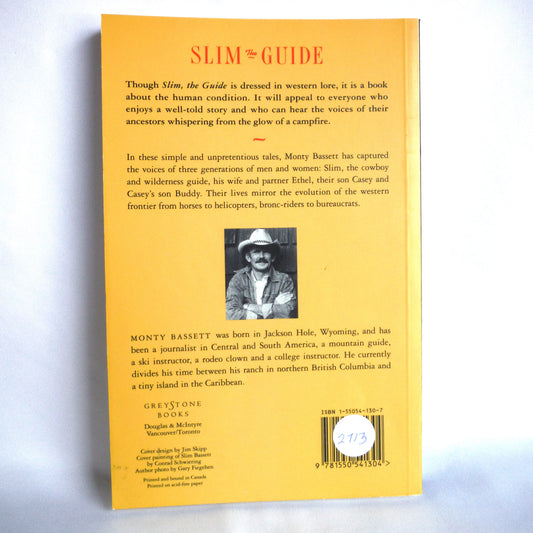 SLIM The GUIDE
Though Slim, the Guide is dressed in western lore, it is a book
about the human condition. It will appeal to everyone who
enjoys a well-told story and who can hear the voices of their
ancestors whispering from the glow of a campfire.
~
In these simple and unpretentious tales, Monty Bassett has captured
the voices of three generations of men and women: Slim, the cowboy
and wilderness guide, his wife and partner Ethel, their son Casey and
Casey's son Buddy. Their lives mirror the evolution of the western
frontier from horses to helicopters, bronc-riders to bureaucrats.
MONTY BASSETT was born in Jackson Hole, Wyoming, and has
been a journalist in Central and South America, a mountain guide,
a ski instructor, a rodeo clown and a college instructor. He currently
divides his time between his ranch in northern British Columbia and
a tiny island in the Caribbean.
GREYSTONE
BOOKS
Douglas & McIntyre
Vancouver/Toronto
Cover design by Jim Skipp
Cover painting of Slim Bassett
by Conrad Schwiering
Author photo by Gary Fiegehen
Printed and bound in Canada
Printed on acid-free paper
ISBN 1-55054-130-7
2713
9 781550 541304 >